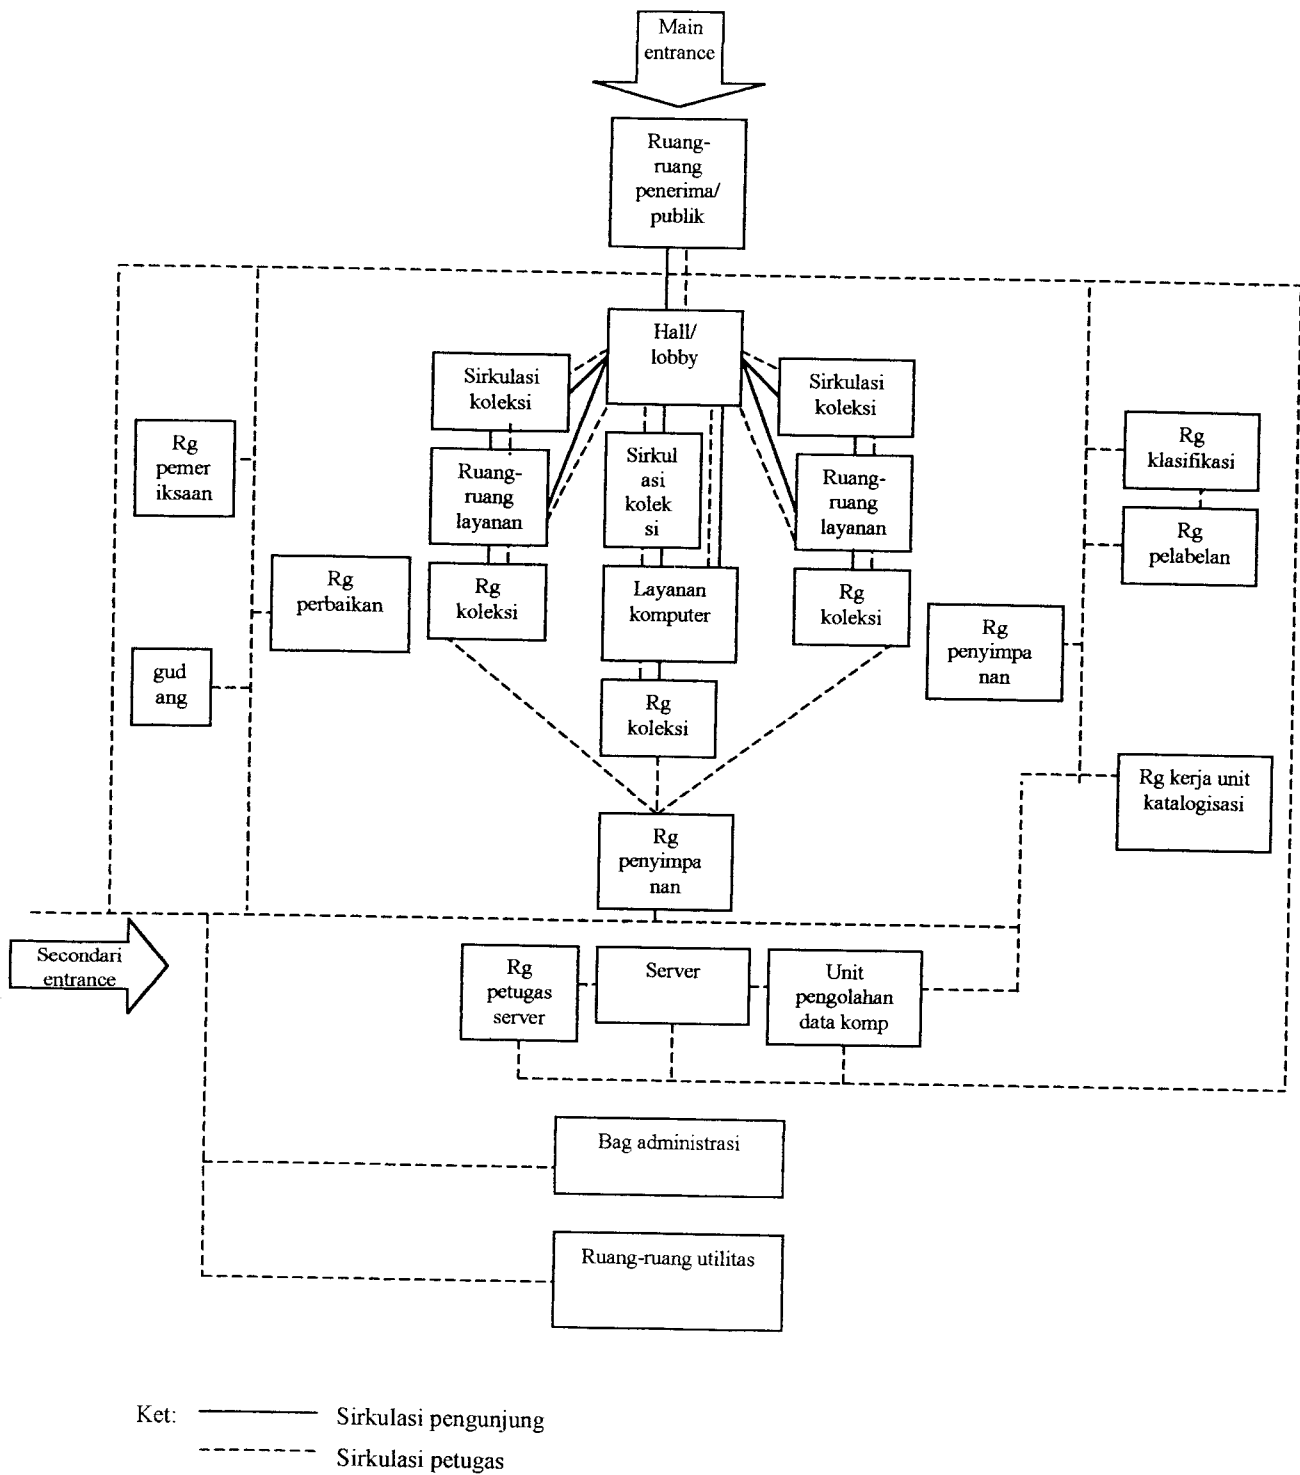 Main
entrance
Ruang-
ruang
penerima/
publik
Hall/
lobby
Sirkulasi
koleksi
Sirkulasi
koleksi
Rg
pemer
iksaan
Ruang-
ruang
layanan
Sirkul
asi
kolek
si
Ruang-
ruang
layanan
Rg
klasifikasi
Rg
pelabelan
Rg
perbaikan
Rg
koleksi
Layanan
komputer
Rg
koleksi
Rg
penyimpa
nan
gud
ang
Rg
koleksi
Rg kerja unit
katalogisasi
Rg
penyimpa
nan
Secondari
entrance
Rg
petugas
server
Server
Unit
pengolahan
data komp
Bag administrasi
Ruang-ruang utilitas
Ket:
Sirkulasi pengunjung
Sirkulasi petugas